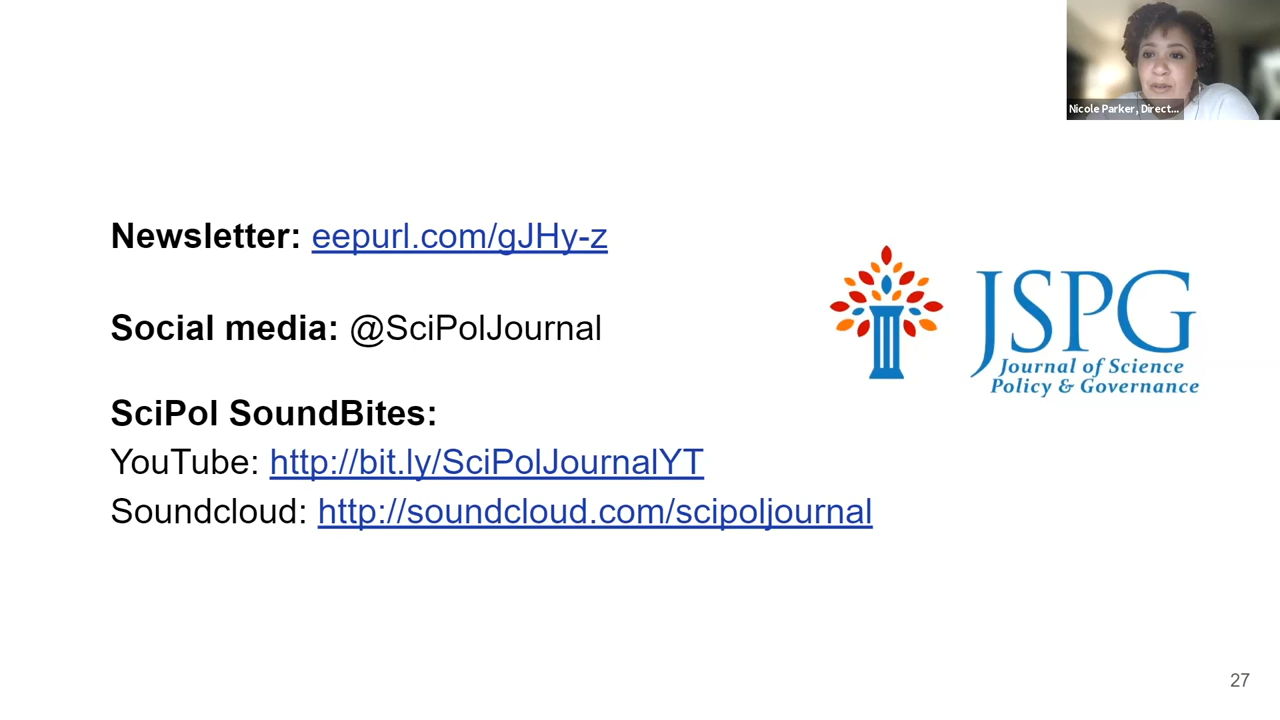 Nicole Parker, Direct...
Newsletter: eepurl.com/gJHy-z
Social media: @SciPolJournal
SciPol SoundBites:
YouTube: http://bit.ly/SciPolJournalYT
Soundcloud: http://soundcloud.com/scipoljournal
JSPG
Journal of Science
Policy & Governance
27